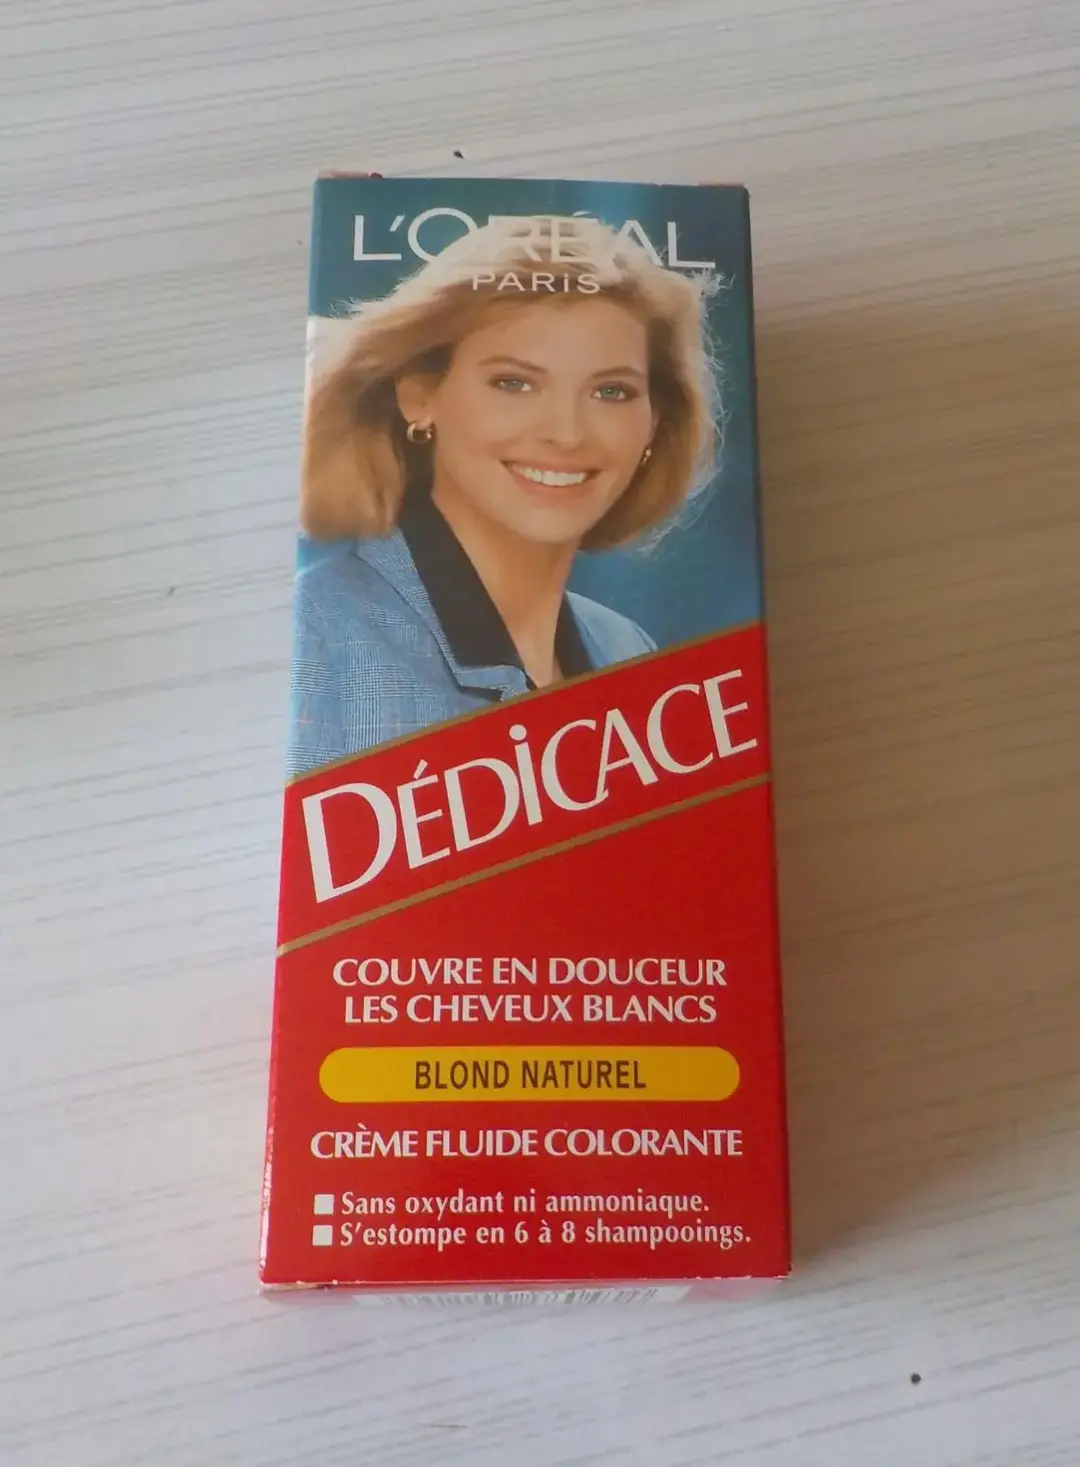 L'ORÉAL
PARiS
DÉDiCACE
COUVRE EN DOUCEUR
LES CHEVEUX BLANCS
BLOND NATUREL
CRÈME FLUIDE COLORANTE
Sans oxydant ni ammoniaque.
S'estompe en 6 à 8 shampooings.